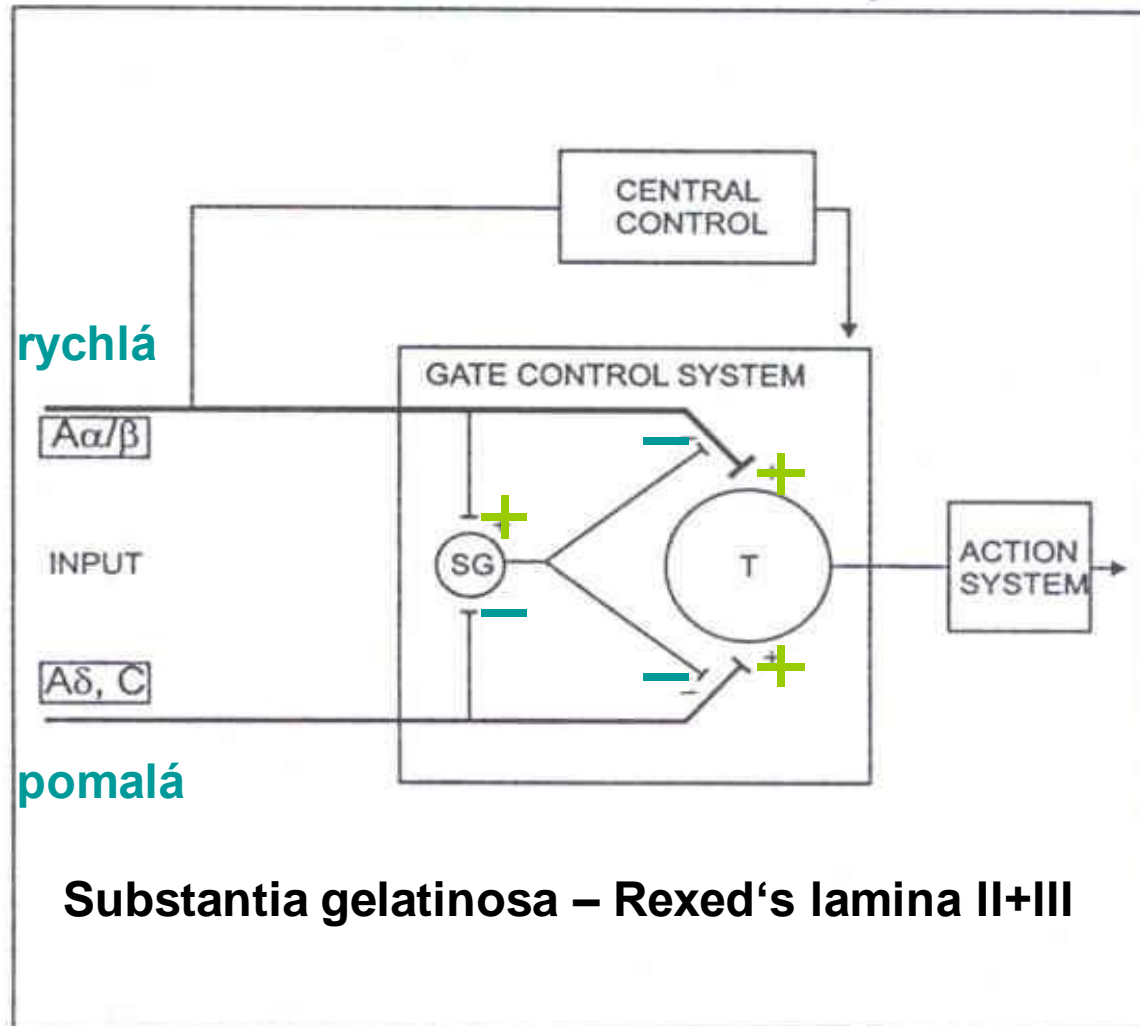 CENTRAL
CONTROL
rychlá
GATE CONTROL SYSTEM
Aα/β
−
+
+
INPUT
SG
T
ACTION
SYSTEM
−
−
+
Aδ, C
pomalá
Substantia gelatinosa – Rexed‘s lamina II+III